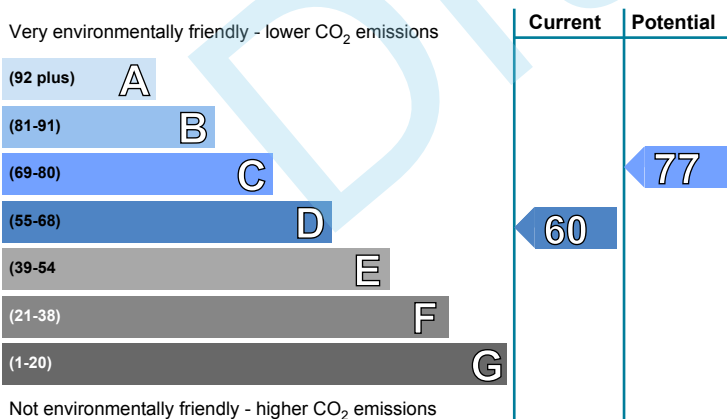 Very environmentally friendly - lower CO₂ emissions
Current
Potential
(92 plus) A
(81-91) B
(69-80) C
77
(55-68) D
60
(39-54 E
(21-38) F
(1-20) G
Not environmentally friendly - higher CO₂ emissions